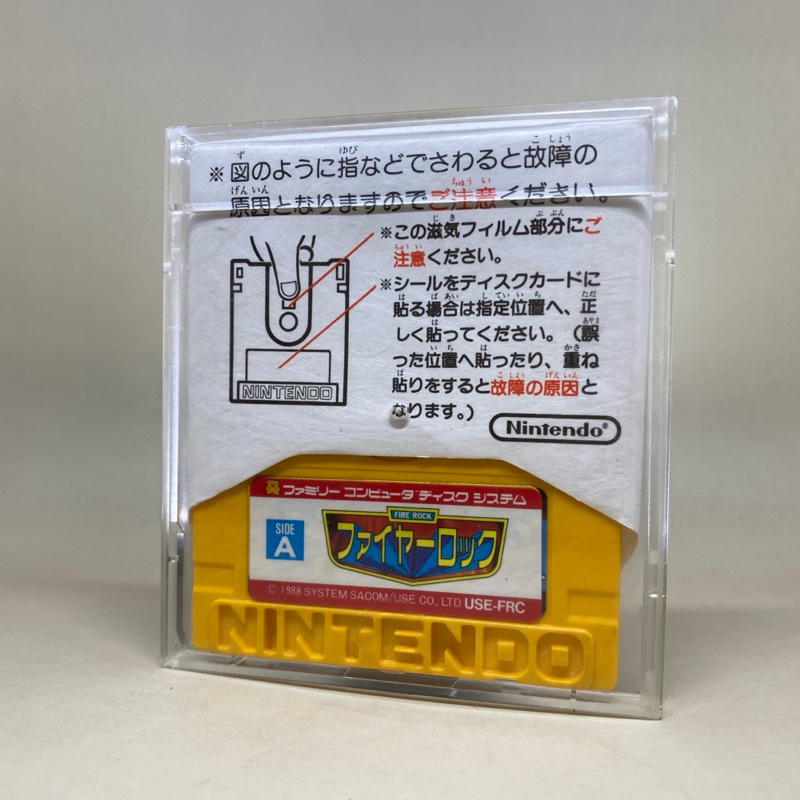 ※図のように指などでさわると故障の
原因となりますのでご注意ください。
※この滋気フィルム部分にご
注意ください。
※シールをディスクカードに
貼る場合は指定位置へ、正
しく貼ってください。(誤
った位置へ貼ったり、重ね
貼りをすると故障の原因と
なります。)
NINTENDO
Nintendo®
ファミリー コンピュータ ディスク システム
SIDE
A
FIRE ROCK
ファイヤーロック
© 1988 SYSTEM SACOM/USE CO., LTD USE-FRC
NINTENDO